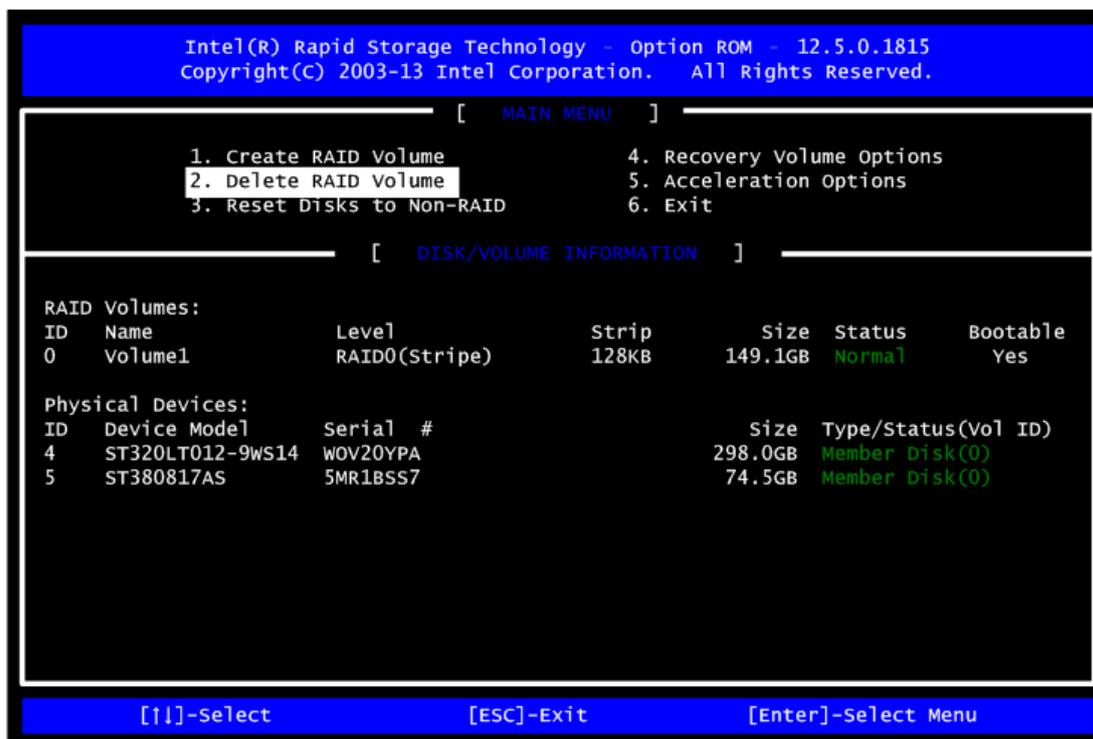 Intel(R) Rapid Storage Technology - Option ROM - 12.5.0.1815
Copyright(C) 2003-13 Intel Corporation. All Rights Reserved.
[ MAIN MENU ]
1. Create RAID Volume 4. Recovery Volume Options
2. Delete RAID Volume 5. Acceleration Options
3. Reset Disks to Non-RAID 6. Exit
[ DISK/VOLUME INFORMATION ]
RAID Volumes:
ID Name Level Strip Size Status Bootable
0 Volume1 RAID0(Stripe) 128KB 149.1GB Normal Yes
Physical Devices:
ID Device Model Serial # Size Type/Status(Vol ID)
4 ST320LT012-9WS14 W0V20YPA 298.0GB Member Disk(0)
5 ST380817AS 5MR1BSS7 74.5GB Member Disk(0)
[↑↓]-Select [ESC]-Exit [Enter]-Select Menu